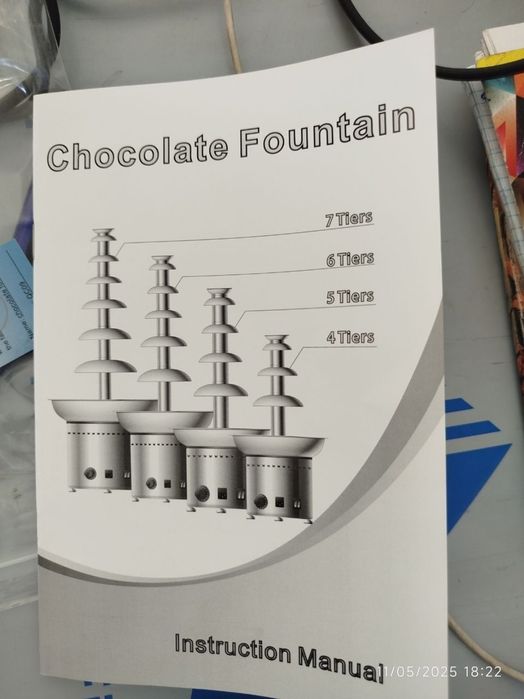 Chocolate Fountain
7 Tiers
6 Tiers
5 Tiers
4 Tiers
Instruction Manual
11/05/2025 18:22